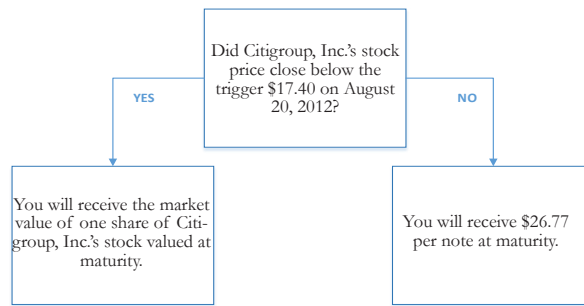 Did Citigroup, Inc.'s stock
price close below the
trigger $17.40 on August
20, 2012?
YES
NO
You will receive the market
value of one share of Citi-
group, Inc.'s stock valued at
maturity.
You will receive $26.77
per note at maturity.